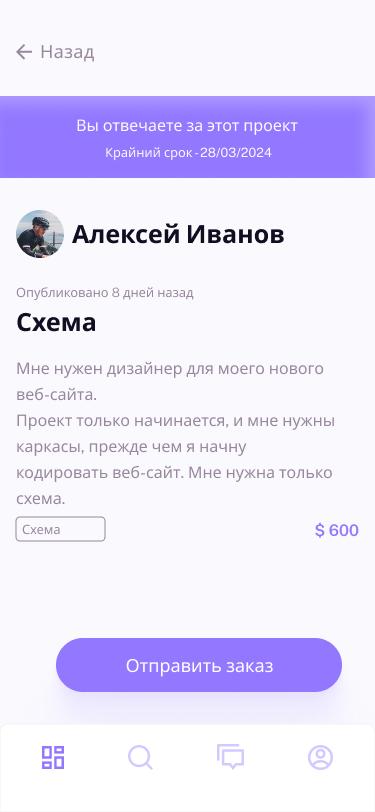 Назад
Вы отвечаете за этот проект
Крайний срок - 28/03/2024
Алексей Иванов
Опубликовано 8 дней назад
Схема
Мне нужен дизайнер для моего нового
веб-сайта.
Проект только начинается, и мне нужны
каркасы, прежде чем я начну
кодировать веб-сайт. Мне нужна только
схема.
Схема
$ 600
Отправить заказ